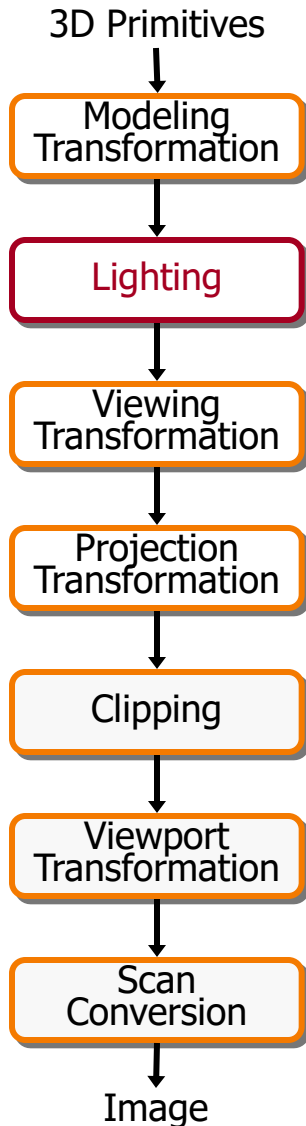 3D Primitives
Modeling
Transformation
Lighting
Viewing
Transformation
Projection
Transformation
Clipping
Viewport
Transformation
Scan
Conversion
Image